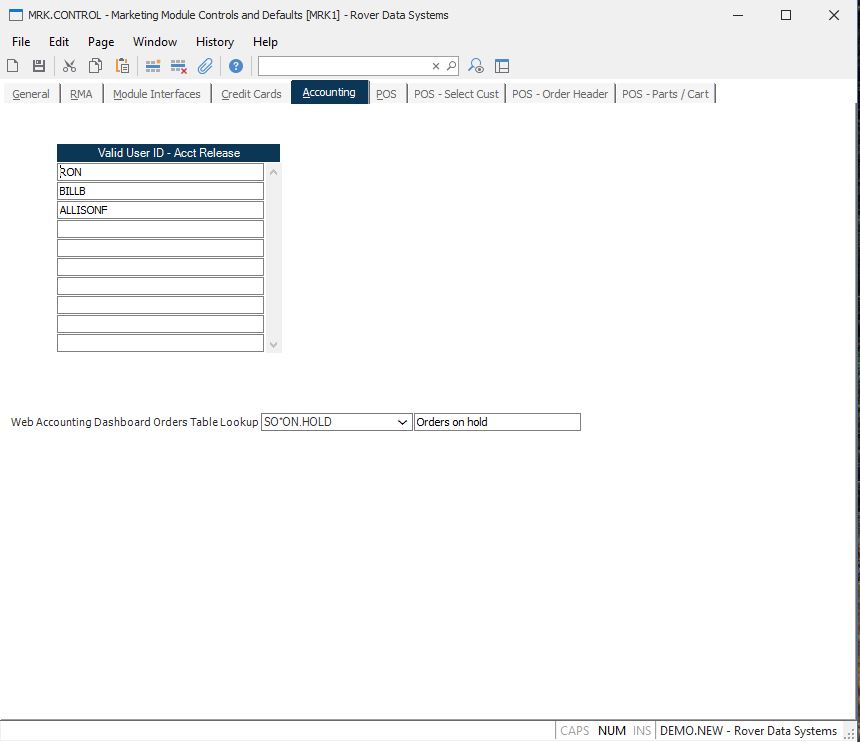 MRK.CONTROL - Marketing Module Controls and Defaults [MRK1] - Rover Data Systems
File Edit Page Window History Help
General RMA Module Interfaces Credit Cards Accounting POS POS - Select Cust POS - Order Header POS - Parts / Cart
Valid User ID - Acct Release
RON
BILLB
ALLISONF
Web Accounting Dashboard Orders Table Lookup SO*ON.HOLD Orders on hold
CAPS NUM INS DEMO.NEW - Rover Data Systems